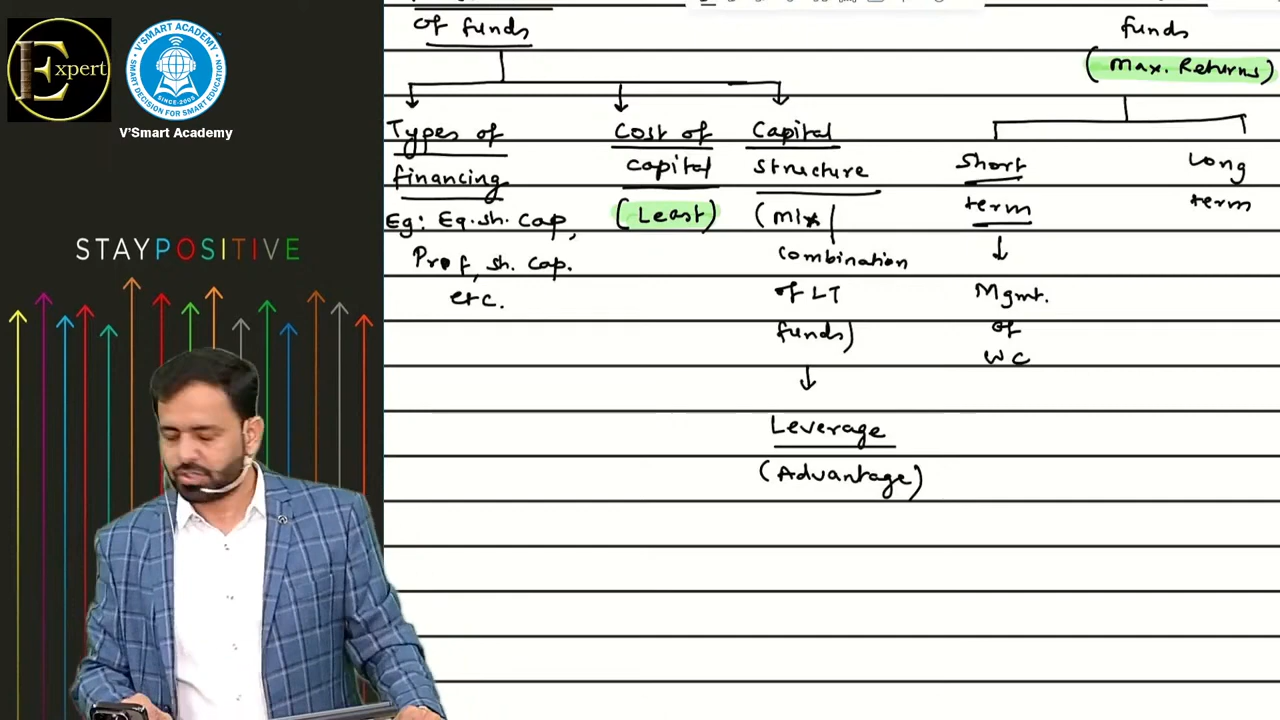 Expert
V'SMART ACADEMY
SMART DECISION FOR SMART EDUCATION
SINCE-2005
V'Smart Academy
STAYPOSITIVE
of funds
Types of
financing
Eg: Eq. sh. Cap,
Pref, sh. Cap.
etc.
Cost of
capital
(Least)
Capital
structure
(mix/
combination
of LT
funds)
Leverage
(Advantage)
funds
(Max. Returns)
Short
term
Mgmt.
of
WC
Long
term